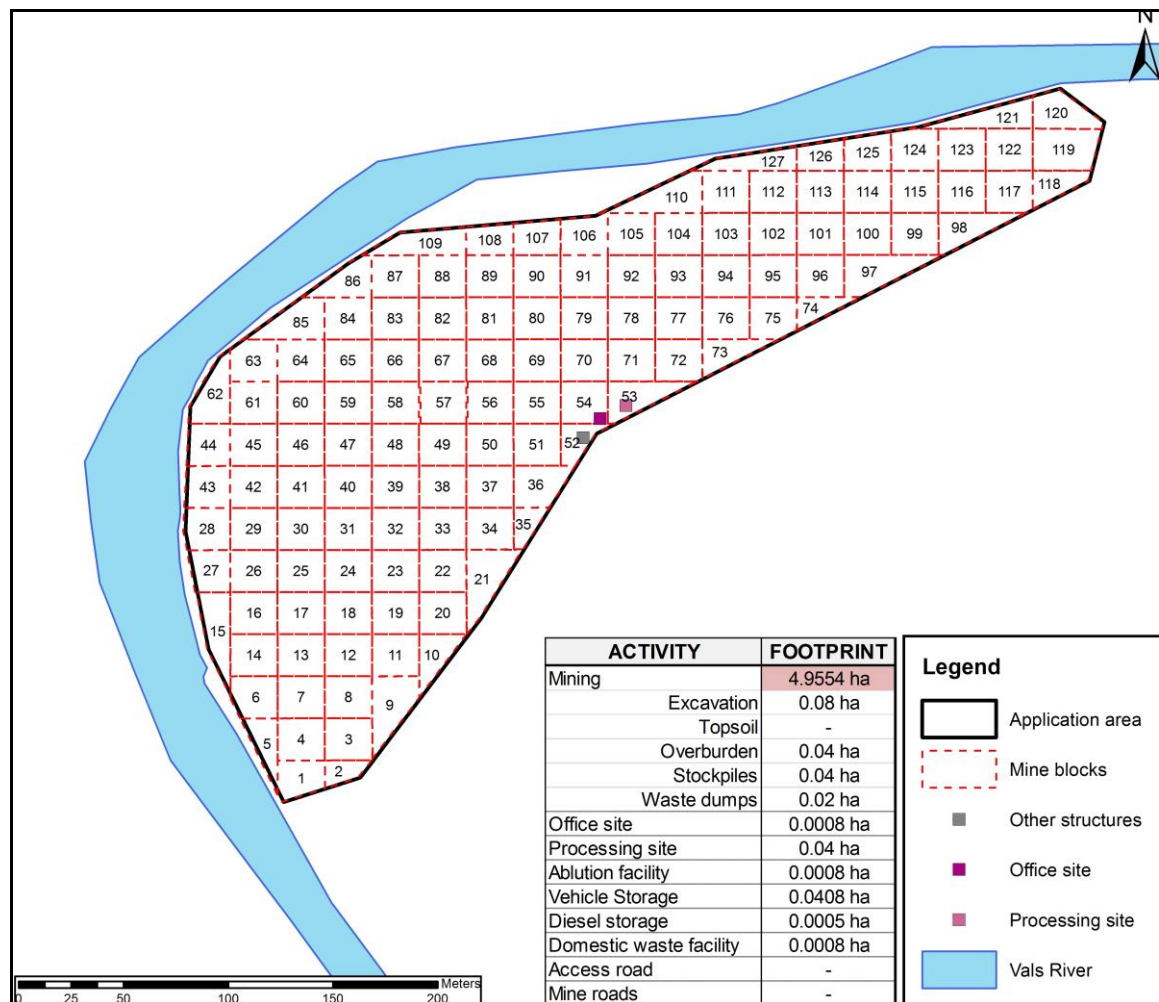 N
121 120
127 126 125 124 123 122 119
110 111 112 113 114 115 116 117 118
109 108 107 106 105 104 103 102 101 100 99 98
86 87 88 89 90 91 92 93 94 95 96 97
85 84 83 82 81 80 79 78 77 76 75 74
63 64 65 66 67 68 69 70 71 72 73
62 61 60 59 58 57 56 55 54 53
44 45 46 47 48 49 50 51 52
43 42 41 40 39 38 37 36
28 29 30 31 32 33 34 35
27 26 25 24 23 22 21
15 16 17 18 19 20
14 13 12 11 10
6 7 8 9
5 4 3
1 2
ACTIVITY FOOTPRINT
Mining 4.9554 ha
Excavation 0.08 ha
Topsoil -
Overburden 0.04 ha
Stockpiles 0.04 ha
Waste dumps 0.02 ha
Office site 0.0008 ha
Processing site 0.04 ha
Ablution facility 0.0008 ha
Vehicle Storage 0.0408 ha
Diesel storage 0.0005 ha
Domestic waste facility 0.0008 ha
Access road -
Mine roads -
Legend
Application area
Mine blocks
Other structures
Office site
Processing site
Vals River
Meters
0 25 50 100 150 200